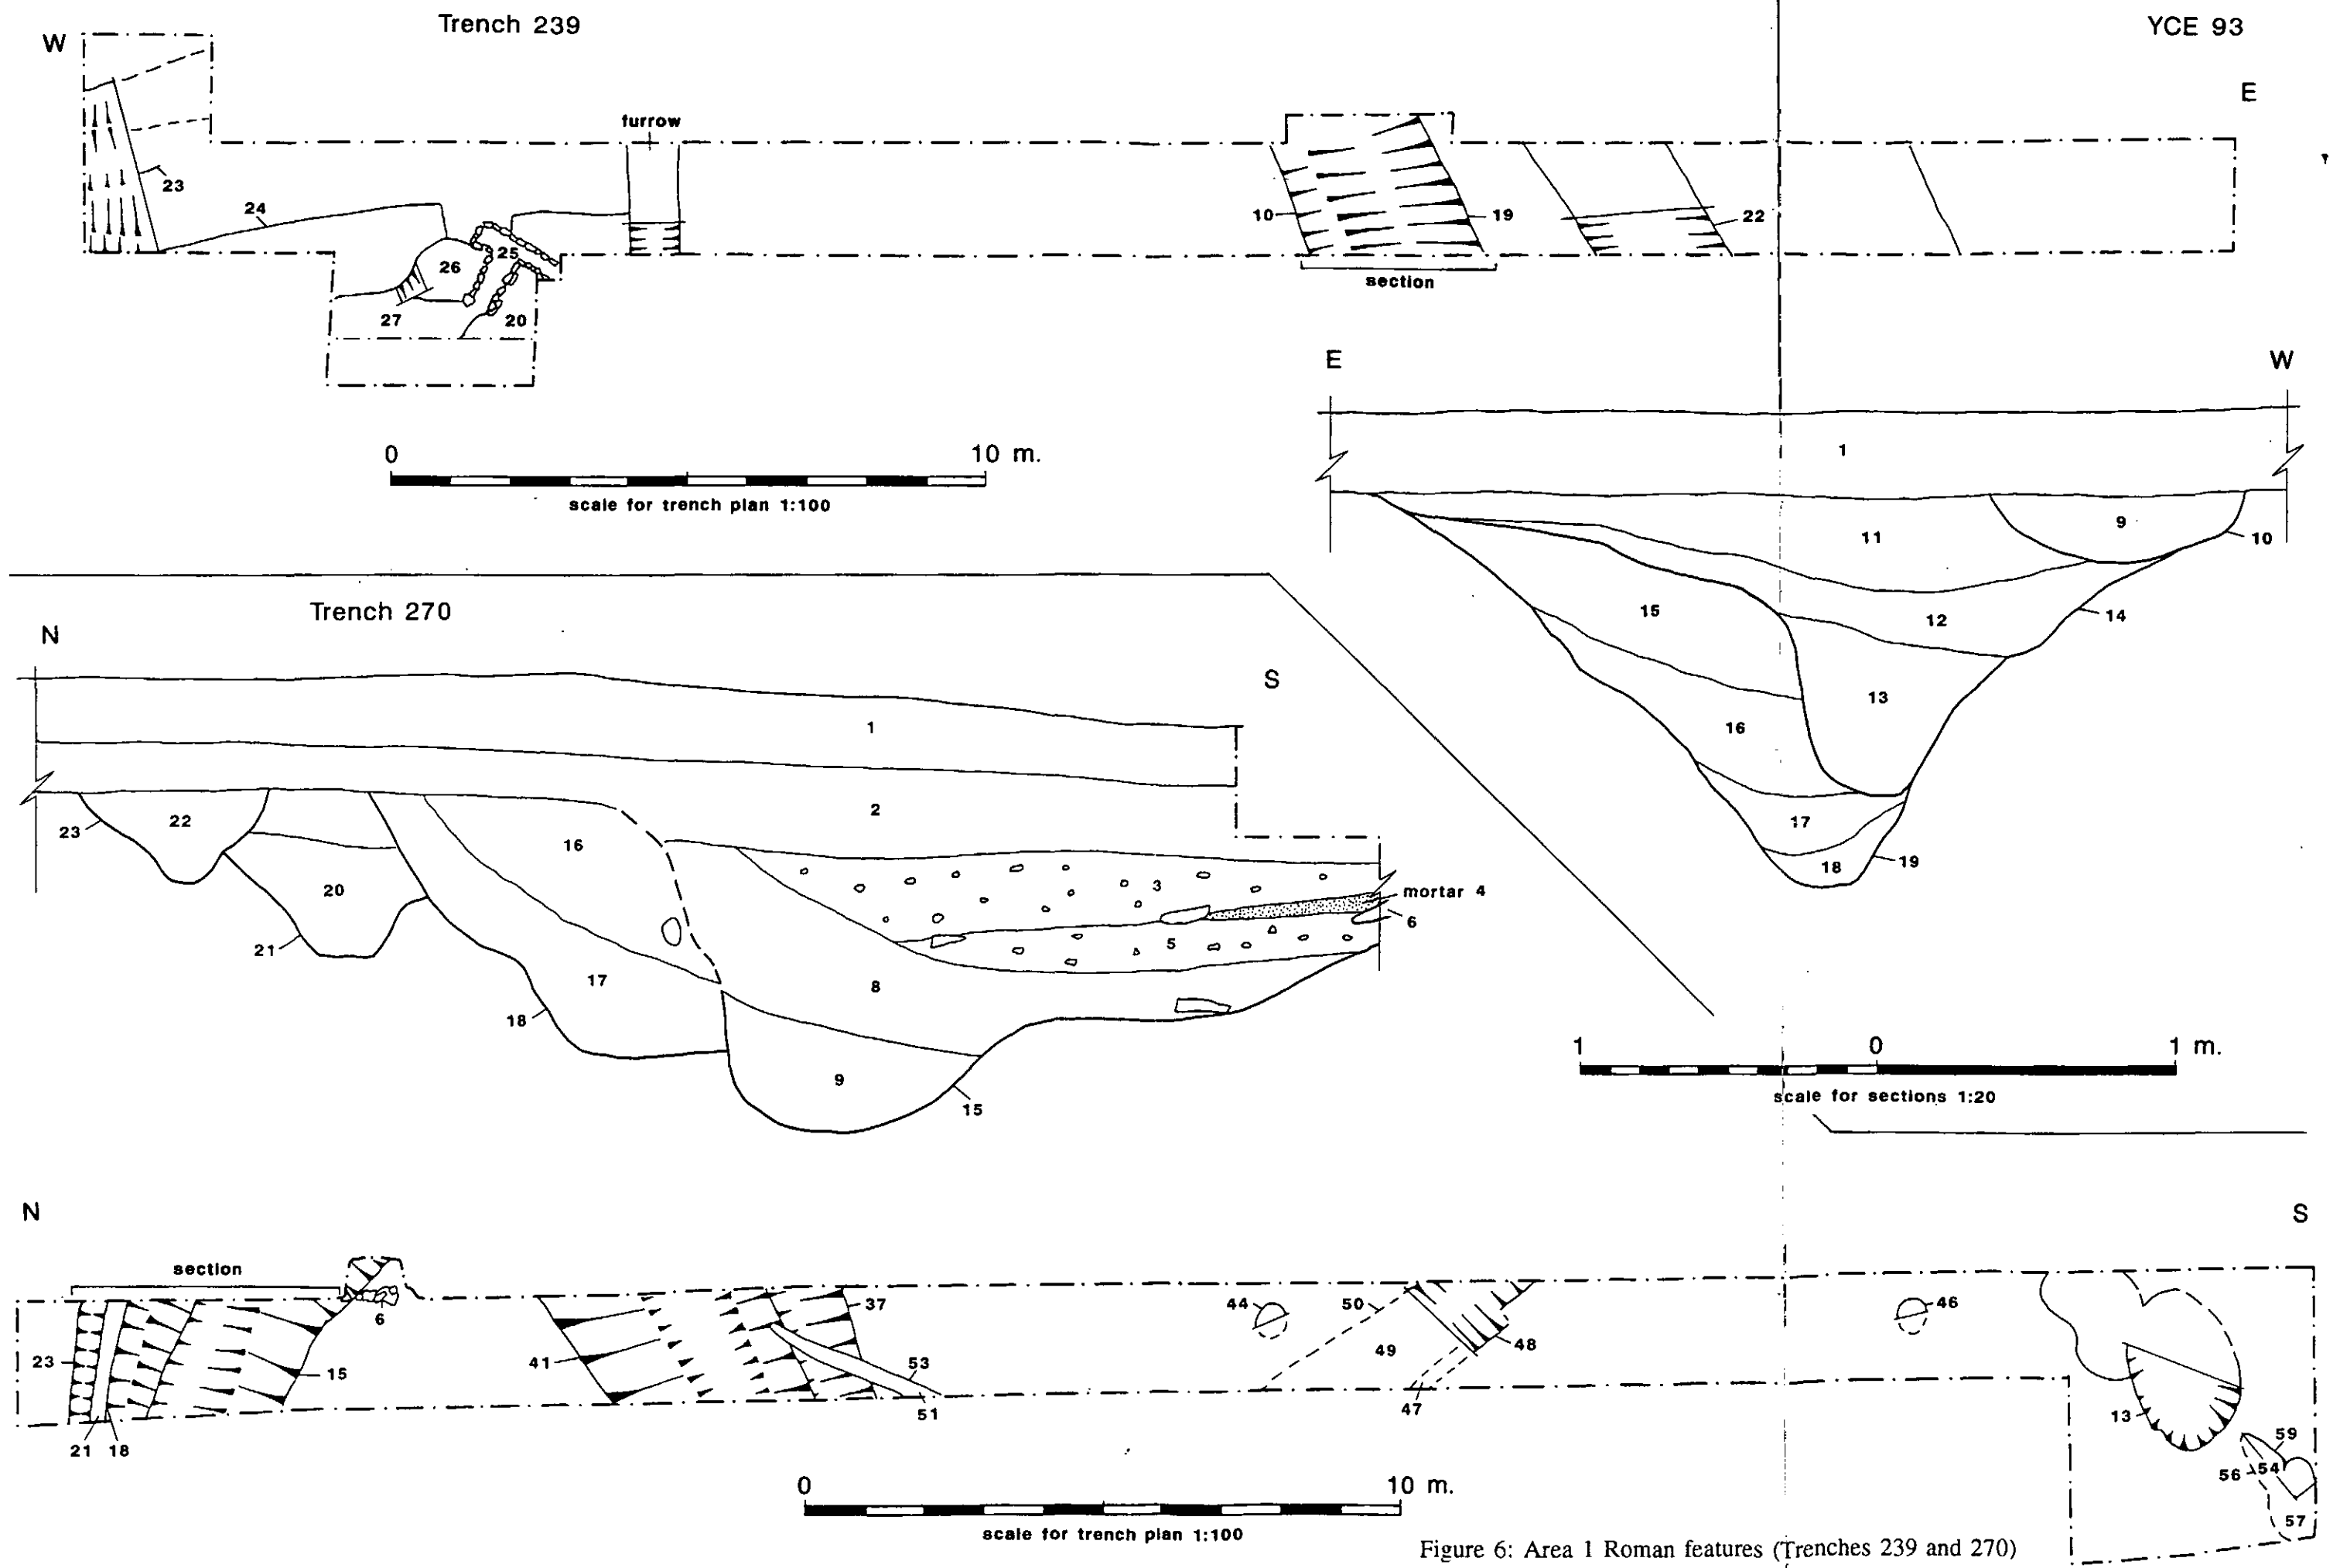 Trench 239
YCE 93
W
E
furrow
23
24
26
25
27
20
10
19
22
section
0 10 m.
scale for trench plan 1:100
E
W
1
9
10
11
12
14
15
13
16
17
18
19
Trench 270
N
S
1
2
23
22
16
20
3
mortar 4
6
21
5
17
8
18
9
15
1 0 1 m.
scale for sections 1:20
N
S
section
6
37
44
50
46
23
15
41
53
49
48
51
47
13
21 18
59
56 54
57
0 10 m.
scale for trench plan 1:100
Figure 6: Area 1 Roman features (Trenches 239 and 270)